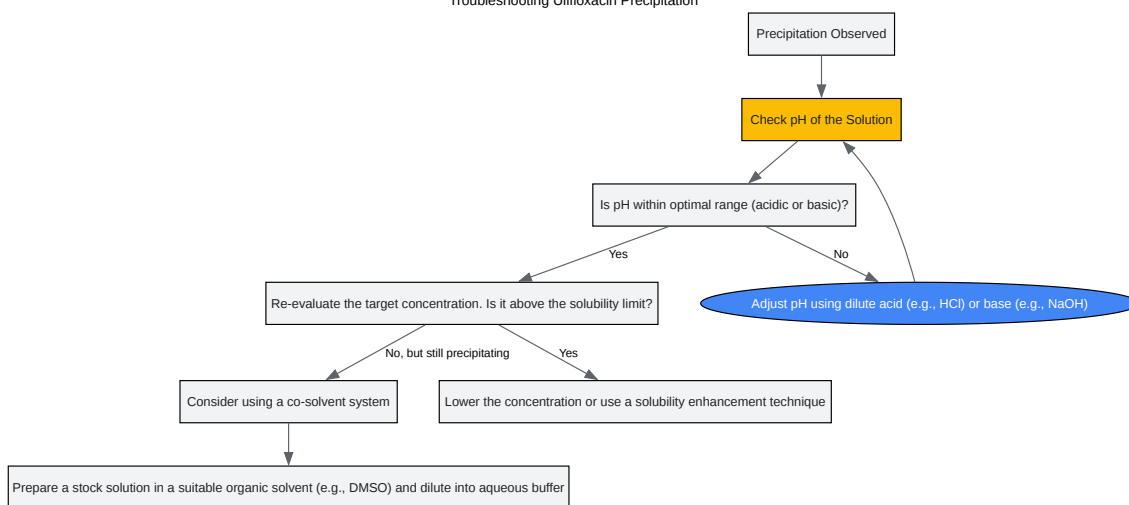 Troubleshooting Ulifloxacin Precipitation
Precipitation Observed
Check pH of the Solution
Is pH within optimal range (acidic or basic)?
Yes
No
Re-evaluate the target concentration. Is it above the solubility limit?
Adjust pH using dilute acid (e.g., HCl) or base (e.g., NaOH)
No, but still precipitating
Yes
Consider using a co-solvent system
Lower the concentration or use a solubility enhancement technique
Prepare a stock solution in a suitable organic solvent (e.g., DMSO) and dilute into aqueous buffer